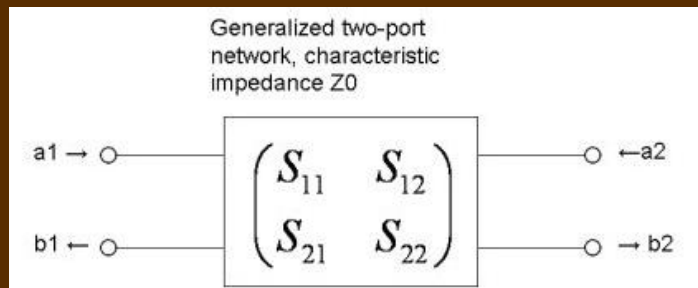 Generalized two-port
network, characteristic
impedance Z0
a1 → S11 S12 ←a2
b1 ← S21 S22 → b2